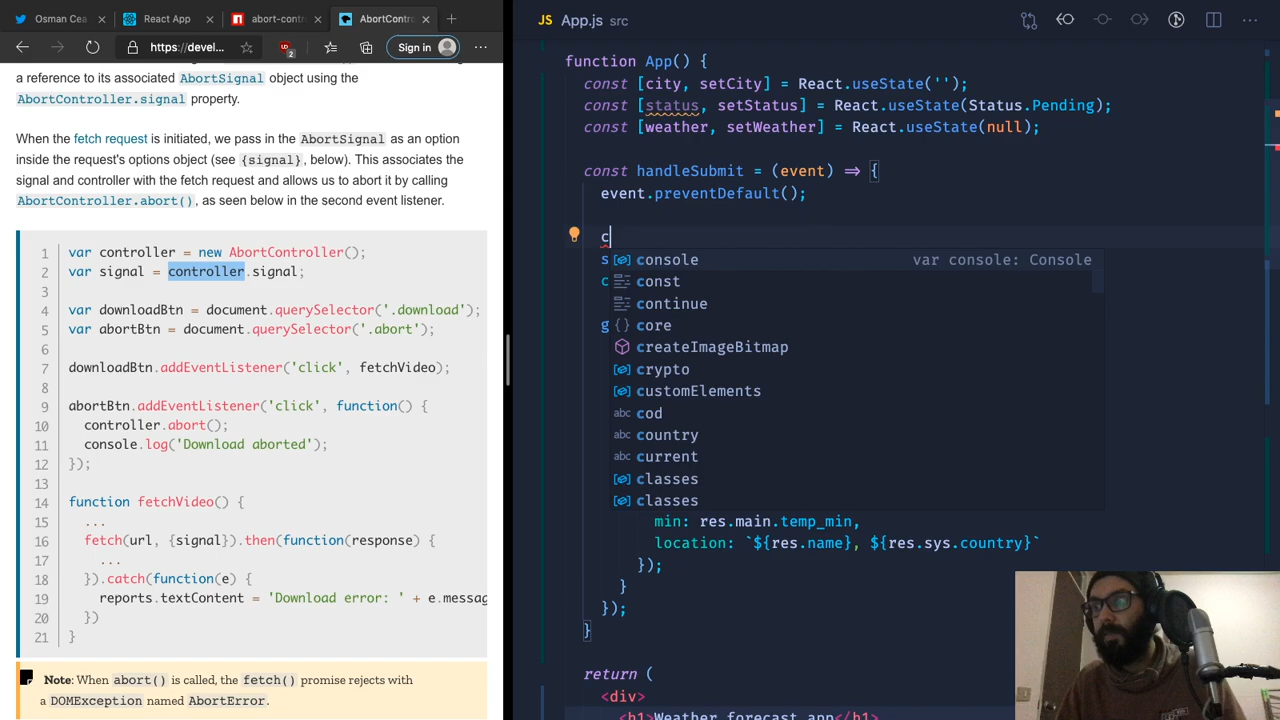 Osman Cea
React App
abort-contr
AbortContro
https://devel...
2
Sign in
a reference to its associated AbortSignal object using the
AbortController.signal property.
When the fetch request is initiated, we pass in the AbortSignal as an option
inside the request's options object (see {signal}, below). This associates the
signal and controller with the fetch request and allows us to abort it by calling
AbortController.abort(), as seen below in the second event listener.
1 var controller = new AbortController();
2 var signal = controller.signal;
3
4 var downloadBtn = document.querySelector('.download');
5 var abortBtn = document.querySelector('.abort');
6
7 downloadBtn.addEventListener('click', fetchVideo);
8
9 abortBtn.addEventListener('click', function() {
10 controller.abort();
11 console.log('Download aborted');
12 });
13
14 function fetchVideo() {
15 ...
16 fetch(url, {signal}).then(function(response) {
17 ...
18 }).catch(function(e) {
19 reports.textContent = 'Download error: ' + e.messag
20 })
21 }
Note: When abort() is called, the fetch() promise rejects with
a DOMException named AbortError.
JS App.js src
function App() {
const [city, setCity] = React.useState('');
const [status, setStatus] = React.useState(Status.Pending);
const [weather, setWeather] = React.useState(null);
const handleSubmit = (event) => {
event.preventDefault();
c
s console var console: Console
c const
continue
g core
createImageBitmap
crypto
customElements
abc cod
abc country
abc current
classes
classes
min: res.main.temp_min,
location: `${res.name}, ${res.sys.country}`
});
}
});
}
return (
<div>
<h1>Weather forecast app</h1>